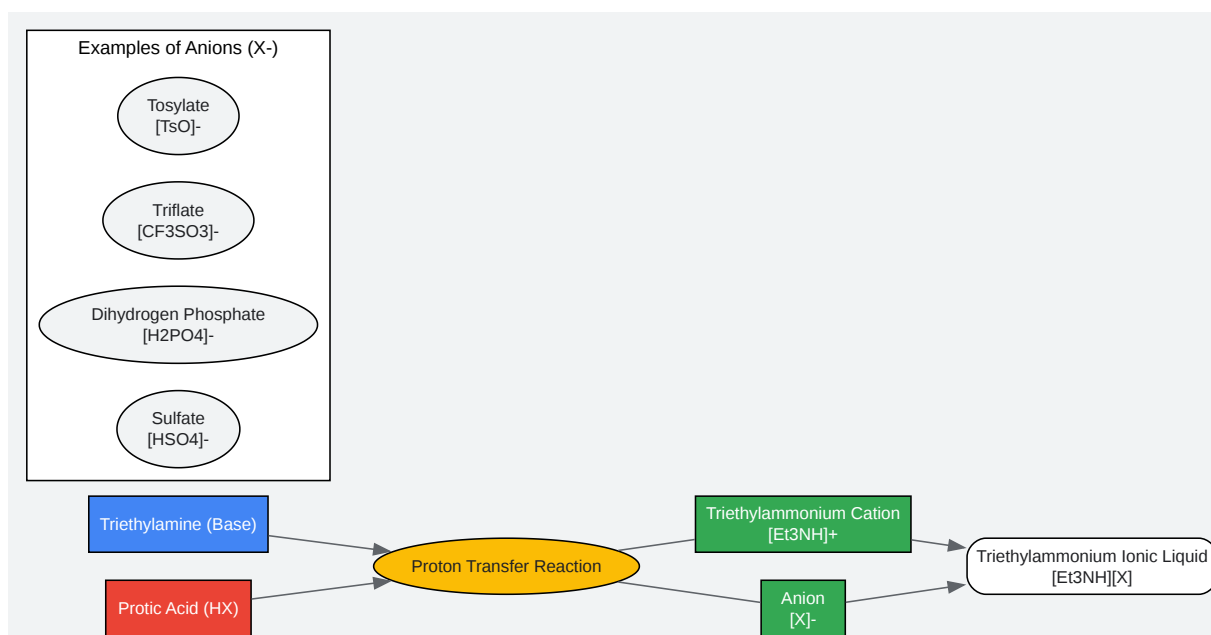 Examples of Anions (X-)
Tosylate
[TsO]-
Triflate
[CF3SO3]-
Dihydrogen Phosphate
[H2PO4]-
Sulfate
[HSO4]-
Triethylamine (Base)
Protic Acid (HX)
Proton Transfer Reaction
Triethylammonium Cation
[Et3NH]+
Anion
[X]-
Triethylammonium Ionic Liquid
[Et3NH][X]